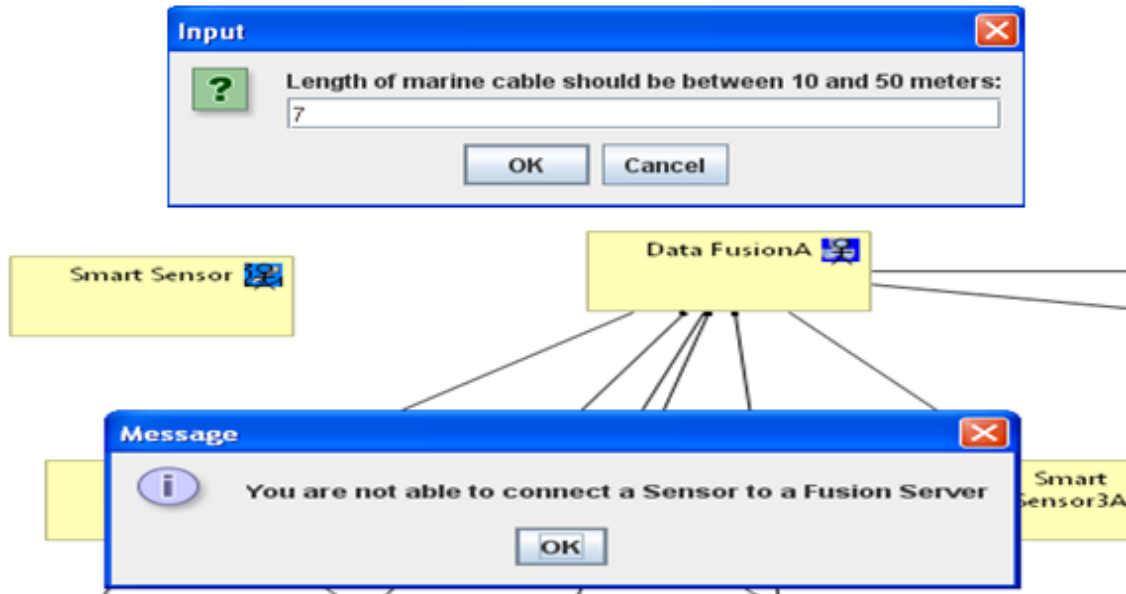 Input
Length of marine cable should be between 10 and 50 meters:
7
OK Cancel
Smart Sensor
Data FusionA
Message
You are not able to connect a Sensor to a Fusion Server
OK
Smart
Sensor3A